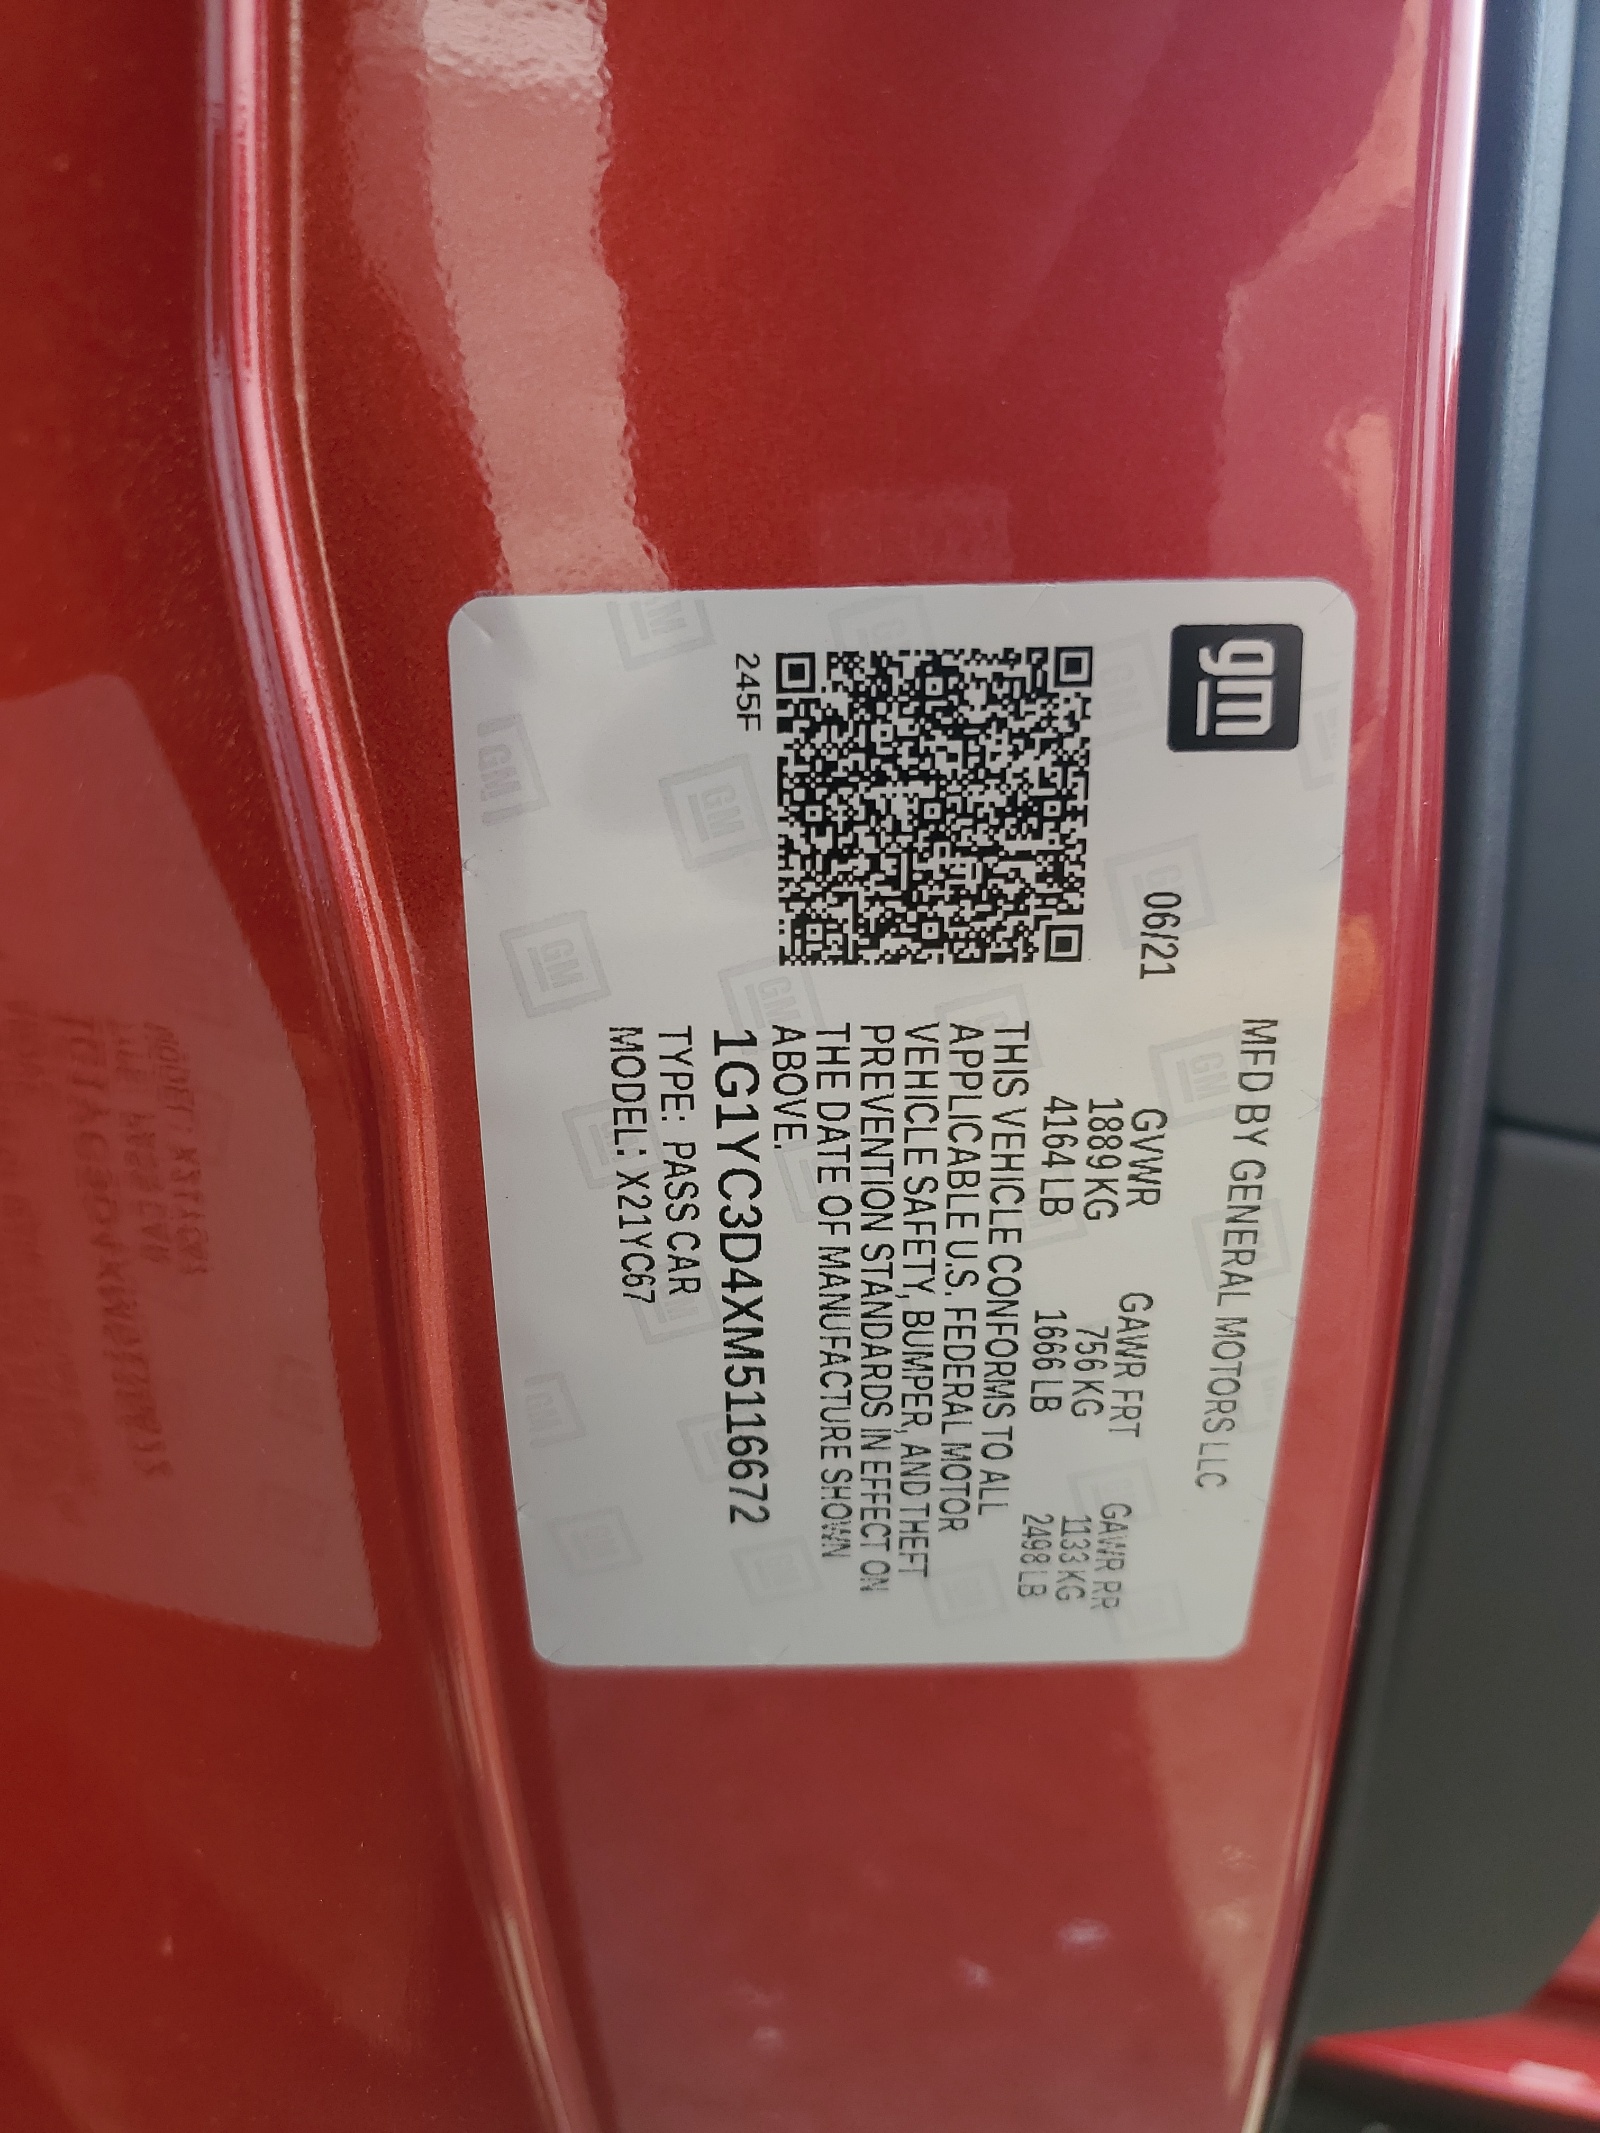 gm
MFD BY GENERAL MOTORS LLC
06/21
GVWR GAWR FRT GAWR RR
1889 KG 756 KG 1133 KG
4164 LB 1666 LB 2498 LB
THIS VEHICLE CONFORMS TO ALL
APPLICABLE U.S. FEDERAL MOTOR
VEHICLE SAFETY, BUMPER, AND THEFT
PREVENTION STANDARDS IN EFFECT ON
THE DATE OF MANUFACTURE SHOWN
ABOVE.
245F
1G1YC3D4XM5116672
TYPE: PASS CAR
MODEL: X21YC67